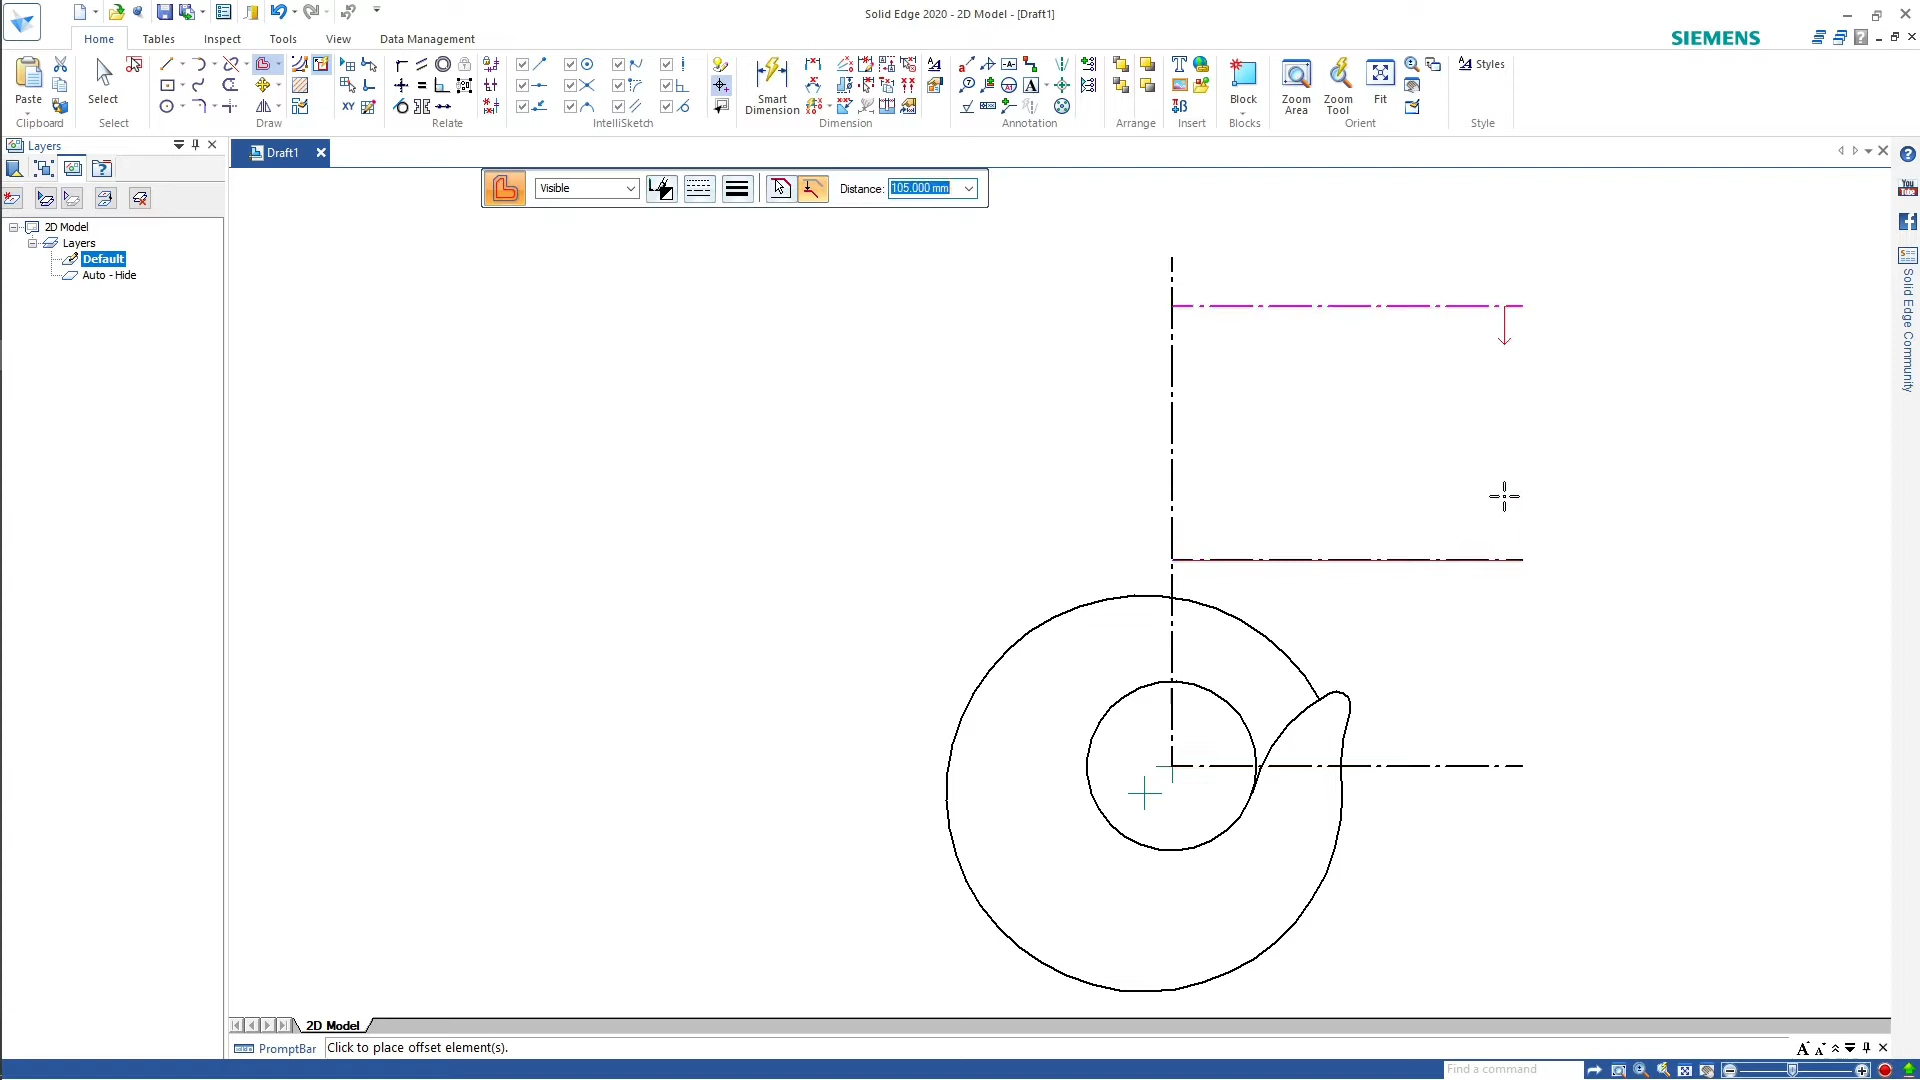 Solid Edge 2020 - 2D Model - [Draft1]
Home
Tables
Inspect
Tools
View
Data Management
SIEMENS
Paste
Clipboard
Select
Select
Draw
XY
Relate
IntelliSketch
Smart
Dimension
Dimension
Annotation
Arrange
Insert
Block
Blocks
Zoom
Area
Zoom
Tool
Fit
Orient
Styles
Style
Layers
Draft1
Visible
Distance:
105.000 mm
2D Model
Layers
Default
Auto - Hide
You
Tube
Solid Edge Community
2D Model
PromptBar
Click to place offset element(s).
Find a command